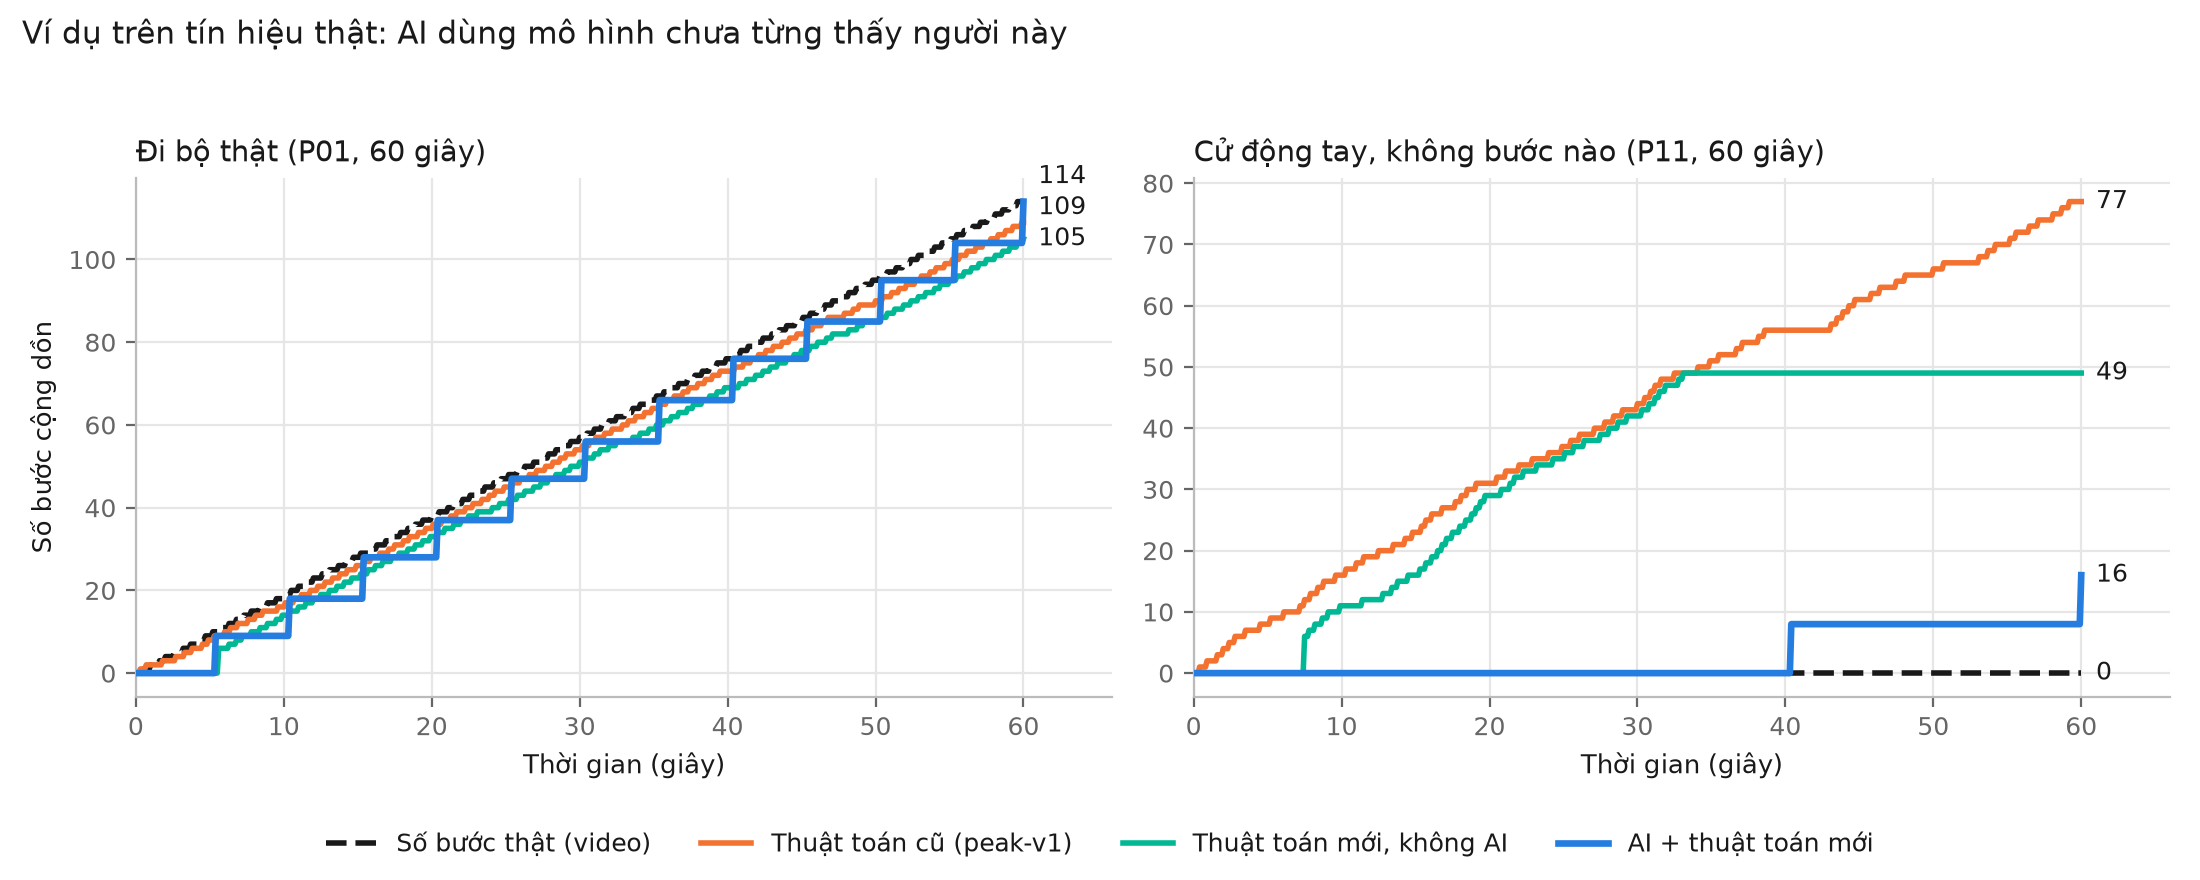 Ví dụ trên tín hiệu thật: AI dùng mô hình chưa từng thấy người này
Đi bộ thật (P01, 60 giây)
114
109
105
100
80
60
40
20
0
Số bước cộng dồn
0 10 20 30 40 50 60
Thời gian (giây)
Cử động tay, không bước nào (P11, 60 giây)
80
70
60
50
40
30
20
10
0
77
49
16
0
0 10 20 30 40 50 60
Thời gian (giây)
Số bước thật (video) Thuật toán cũ (peak-v1) Thuật toán mới, không AI AI + thuật toán mới